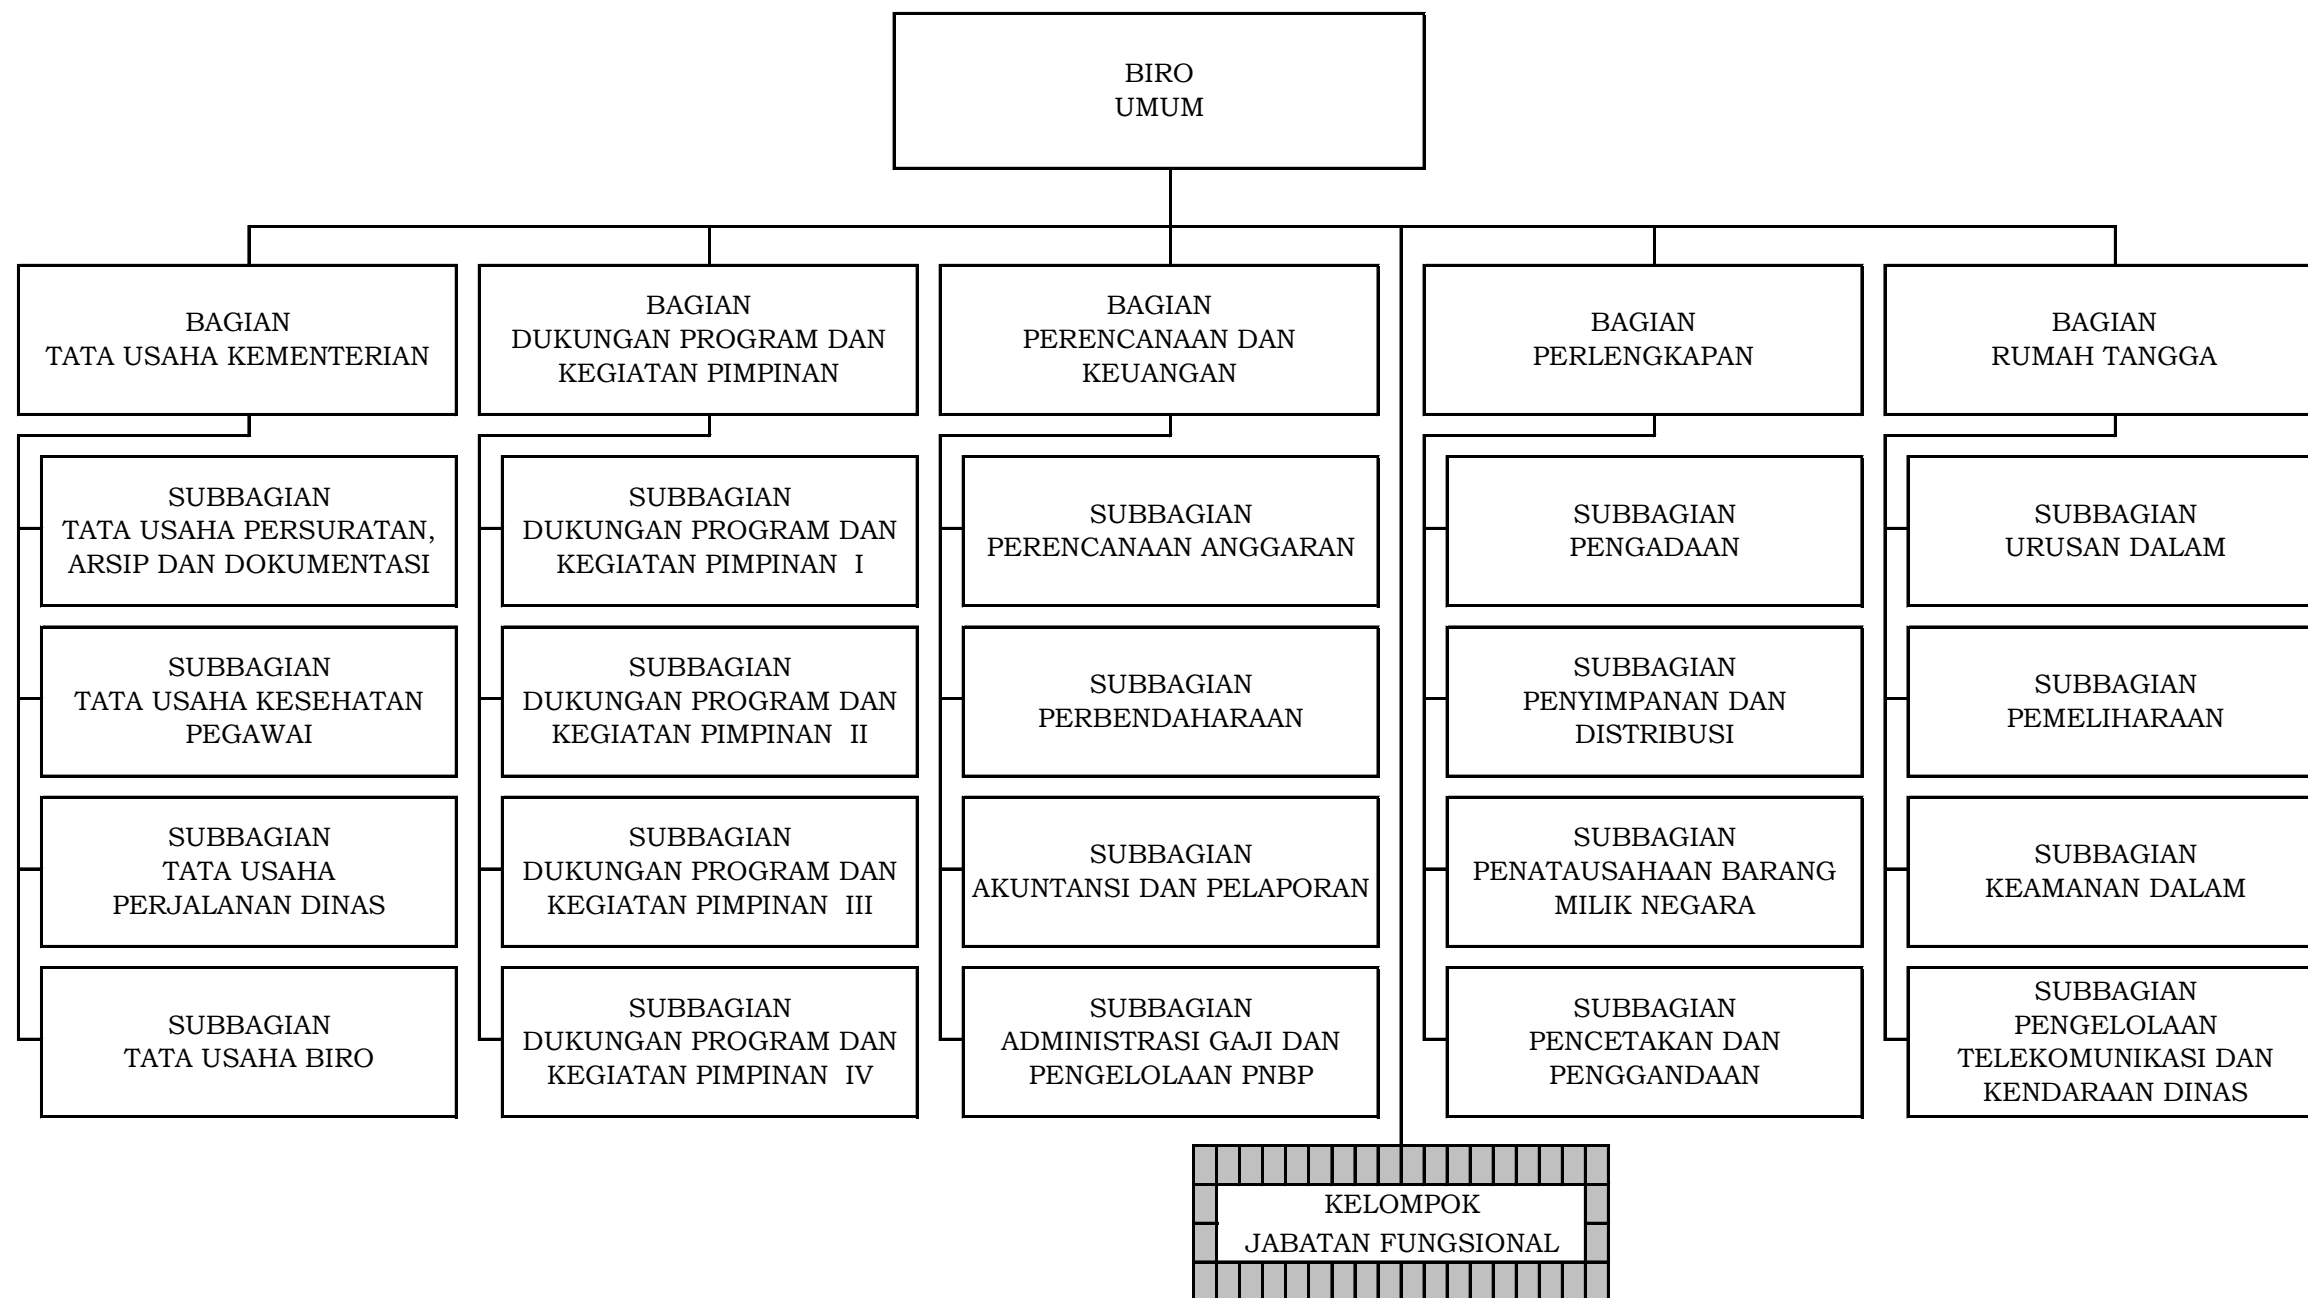 BIRO
UMUM
BAGIAN
TATA USAHA KEMENTERIAN
BAGIAN
DUKUNGAN PROGRAM DAN
KEGIATAN PIMPINAN
BAGIAN
PERENCANAAN DAN
KEUANGAN
BAGIAN
PERLENGKAPAN
BAGIAN
RUMAH TANGGA
SUBBAGIAN
TATA USAHA PERSURATAN,
ARSIP DAN DOKUMENTASI
SUBBAGIAN
DUKUNGAN PROGRAM DAN
KEGIATAN PIMPINAN I
SUBBAGIAN
PERENCANAAN ANGGARAN
SUBBAGIAN
PENGADAAN
SUBBAGIAN
URUSAN DALAM
SUBBAGIAN
TATA USAHA KESEHATAN
PEGAWAI
SUBBAGIAN
DUKUNGAN PROGRAM DAN
KEGIATAN PIMPINAN II
SUBBAGIAN
PERBENDAHARAAN
SUBBAGIAN
PENYIMPANAN DAN
DISTRIBUSI
SUBBAGIAN
PEMELIHARAAN
SUBBAGIAN
TATA USAHA
PERJALANAN DINAS
SUBBAGIAN
DUKUNGAN PROGRAM DAN
KEGIATAN PIMPINAN III
SUBBAGIAN
AKUNTANSI DAN PELAPORAN
SUBBAGIAN
PENATAUSAHAAN BARANG
MILIK NEGARA
SUBBAGIAN
KEAMANAN DALAM
SUBBAGIAN
TATA USAHA BIRO
SUBBAGIAN
DUKUNGAN PROGRAM DAN
KEGIATAN PIMPINAN IV
SUBBAGIAN
ADMINISTRASI GAJI DAN
PENGELOLAAN PNBP
SUBBAGIAN
PENCETAKAN DAN
PENGGANDAAN
SUBBAGIAN
PENGELOLAAN
TELEKOMUNIKASI DAN
KENDARAAN DINAS
KELOMPOK
JABATAN FUNGSIONAL